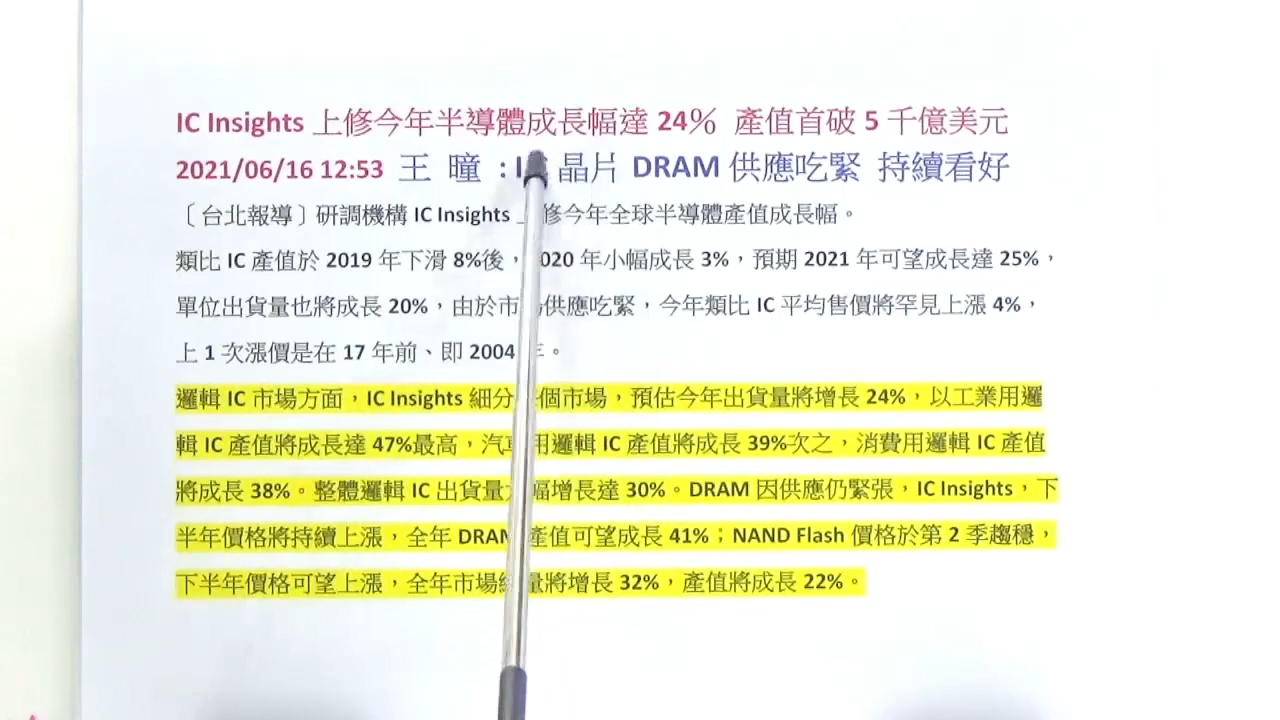 IC Insights 上修今年半導體成長幅達 24% 產值首破 5 千億美元
2021/06/16 12:53 王 曈 : 晶片 DRAM 供應吃緊 持續看好
〔台北報導〕研調機構 IC Insights 修今年全球半導體產值成長幅。
類比 IC 產值於 2019 年下滑 8%後, 020 年小幅成長 3%,預期 2021 年可望成長達 25%,
單位出貨量也將成長 20%,由於市 供應吃緊,今年類比 IC 平均售價將罕見上漲 4%,
上 1 次漲價是在 17 年前、即 2004 年。
邏輯 IC 市場方面,IC Insights 細分 個市場,預估今年出貨量將增長 24%,以工業用邏
輯 IC 產值將成長達 47%最高,汽 用邏輯 IC 產值將成長 39%次之,消費用邏輯 IC 產值
將成長 38%。整體邏輯 IC 出貨量 幅增長達 30%。DRAM 因供應仍緊張,IC Insights,下
半年價格將持續上漲,全年 DRAM 產值可望成長 41%;NAND Flash 價格於第 2 季趨穩,
下半年價格可望上漲,全年市場 量將增長 32%,產值將成長 22%。